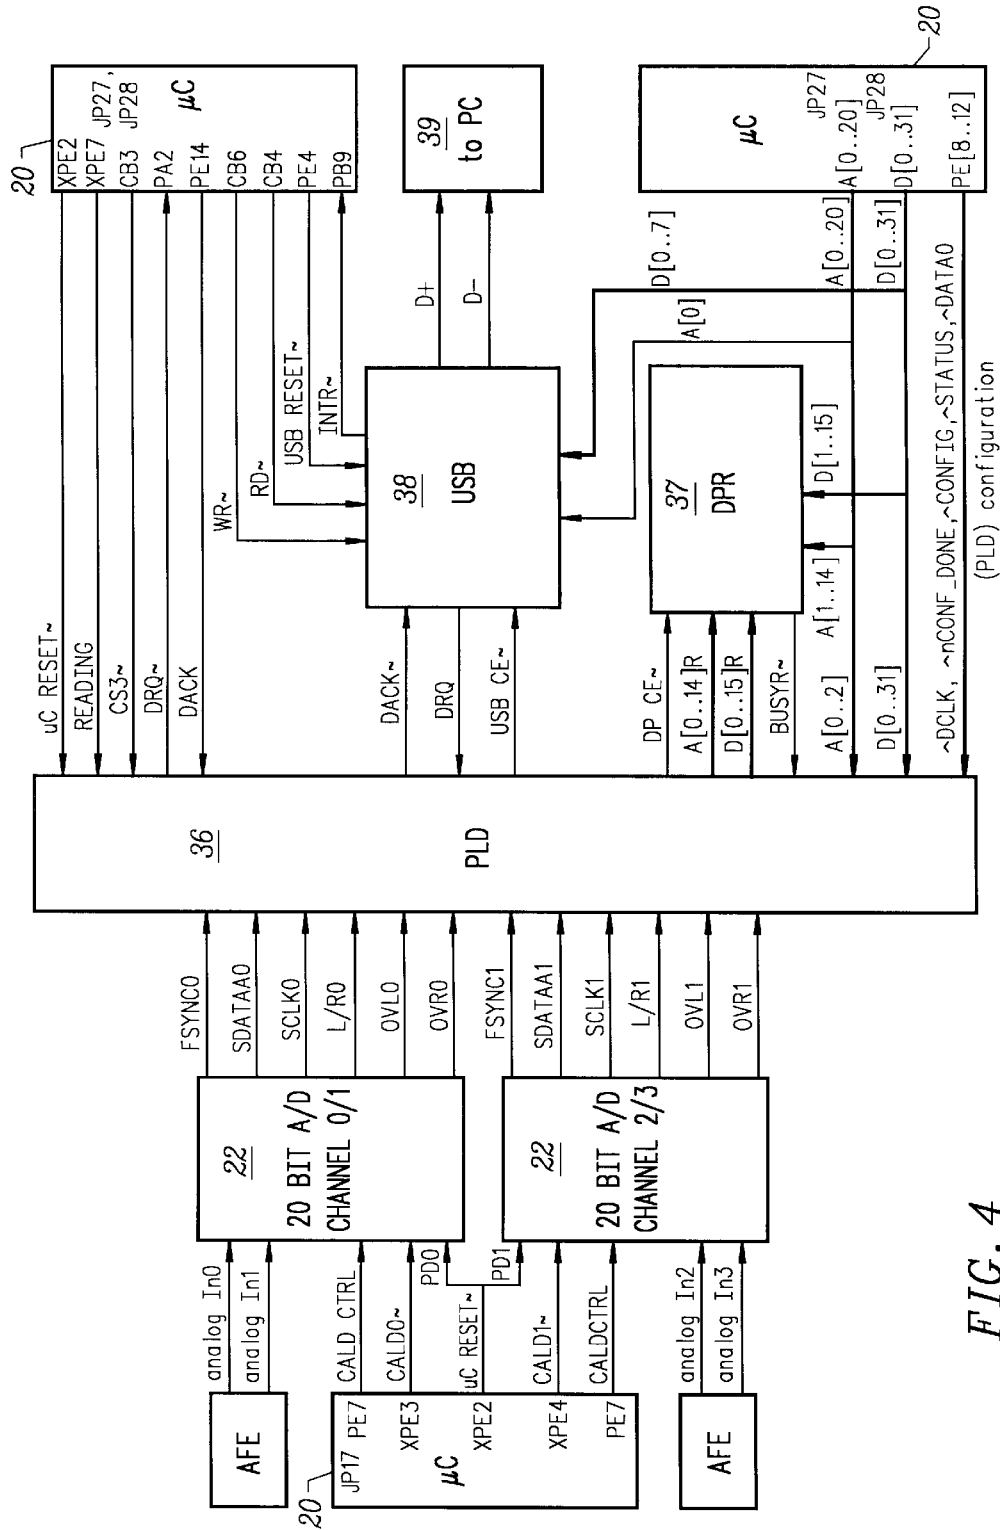 20
XPE2
XPE7 JP27,
CB3 JP28
PA2 µC
PE14
CB6
CB4
PE4
PB9
39
to PC
20
µC
JP27
A[0..20]
JP28
D[0..31]
PE[8..12]
uC RESET~
READING
CS3~
DRQ~
DACK
WR~
RD~
USB RESET~
INTR~
D+
D-
D[0..7]
A[0]
A[0..20]
D[0..31]
38
USB
37
DPR
D[1..15]
A[1..14]
DACK~
DRQ
USB CE~
DP CE~
A[0..14]R
D[0..15]R
BUSYR~
A[0..2]
D[0..31]
~DCLK, ~nCONF_DONE,~CONFIG,~STATUS,~DATA0
(PLD) configuration
36
PLD
FSYNC0
SDATAA0
SCLK0
L/R0
OVL0
OVR0
FSYNC1
SDATAA1
SCLK1
L/R1
OVL1
OVR1
22
20 BIT A/D
CHANNEL 0/1
22
20 BIT A/D
CHANNEL 2/3
analog In0
analog In1
CALD CTRL
CALD0~
PD0
uC RESET~
PD1
CALD1~
CALDCTRL
analog In2
analog In3
AFE
20
JP17 PE7
XPE3
XPE2
µC
XPE4
PE7
AFE
FIG. 4